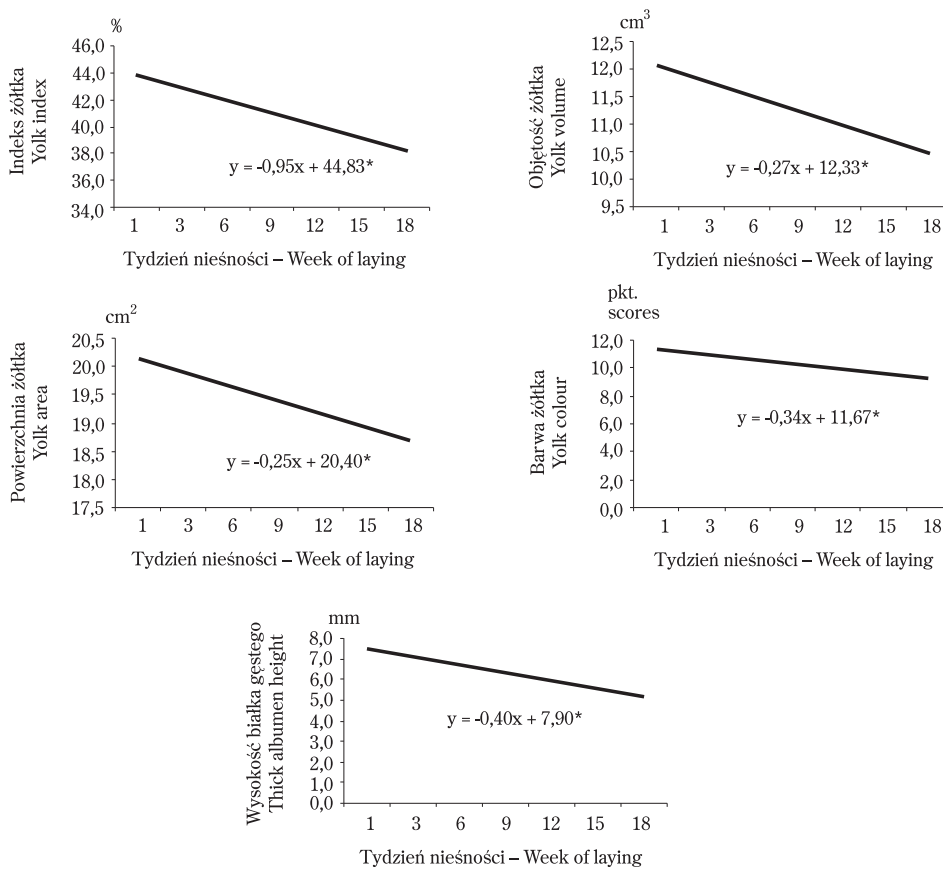 %
Indeks żółtka
Yolk index
46,0
44,0
42,0
40,0
38,0
36,0
34,0
y = -0,95x + 44,83*
1 3 6 9 12 15 18
Tydzień nieśności – Week of laying
cm³
Objętość żółtka
Yolk volume
12,5
12,0
11,5
11,0
10,5
10,0
9,5
y = -0,27x + 12,33*
1 3 6 9 12 15 18
Tydzień nieśności – Week of laying
cm²
Powierzchnia żółtka
Yolk area
20,5
20,0
19,5
19,0
18,5
18,0
17,5
y = -0,25x + 20,40*
1 3 6 9 12 15 18
Tydzień nieśności – Week of laying
pkt.
scores
Barwa żółtka
Yolk colour
12,0
10,0
8,0
6,0
4,0
2,0
0,0
y = -0,34x + 11,67*
1 3 6 9 12 15 18
Tydzień nieśności – Week of laying
mm
Wysokość białka gęstego
Thick albumen height
8,0
7,0
6,0
5,0
4,0
3,0
2,0
1,0
0,0
y = -0,40x + 7,90*
1 3 6 9 12 15 18
Tydzień nieśności – Week of laying